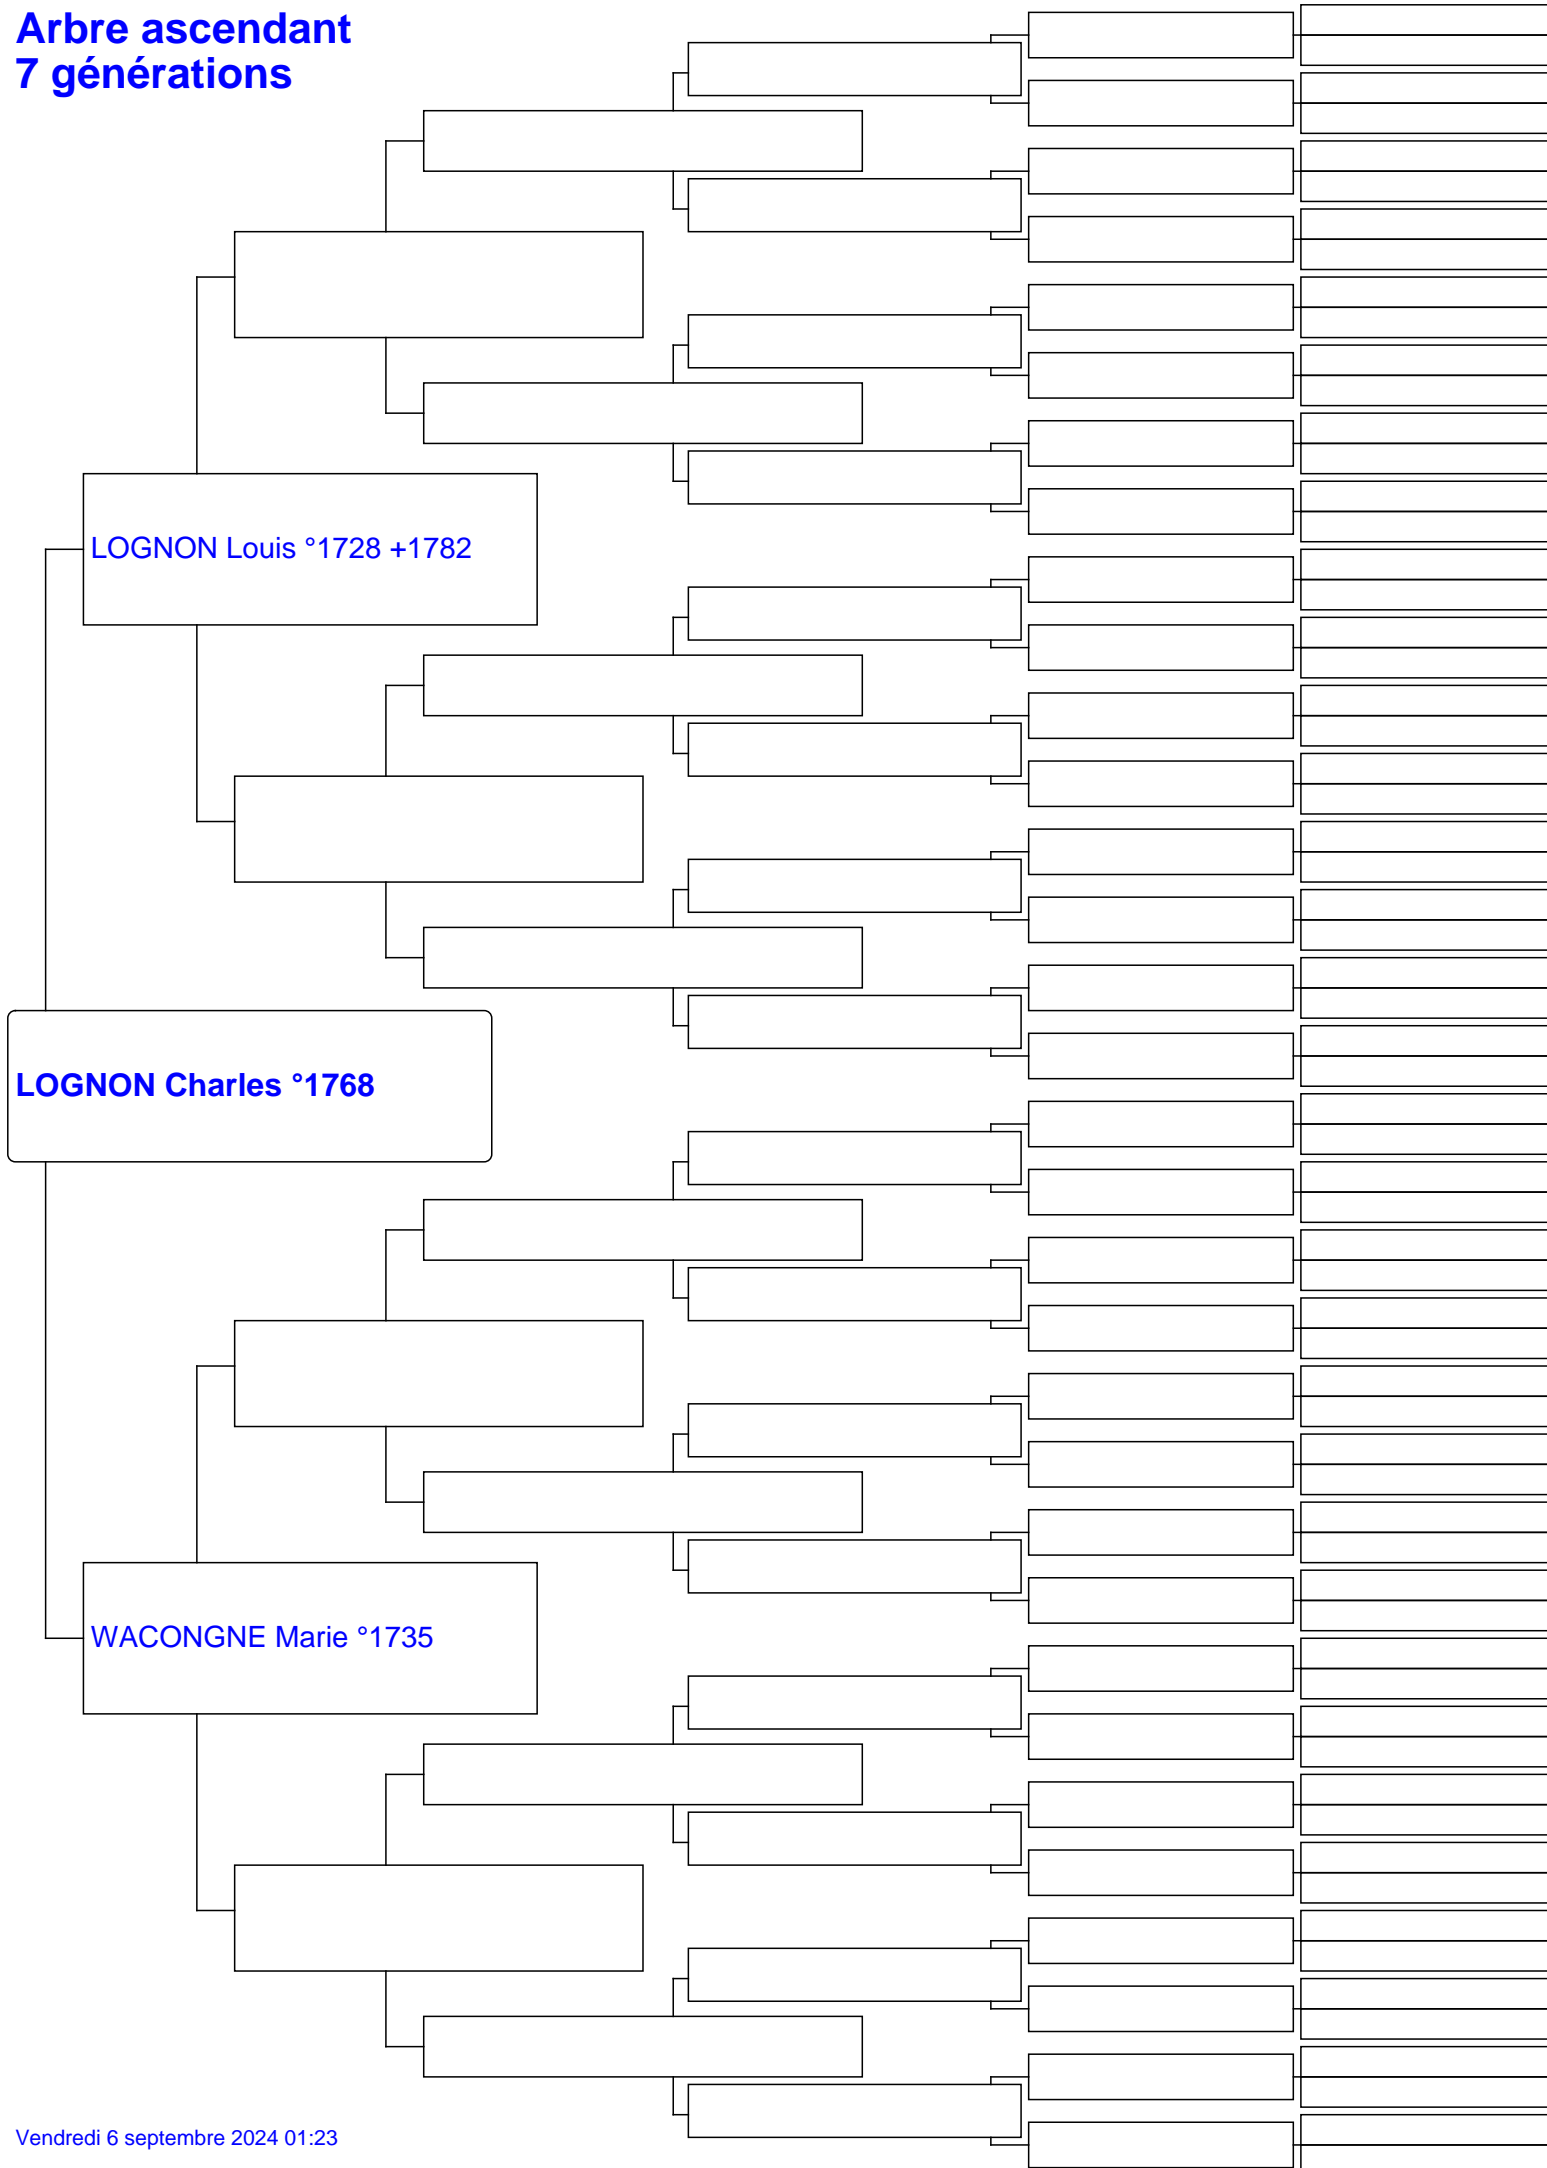 Arbre ascendant
7 générations
LOGNON Louis °1728 +1782
LOGNON Charles °1768
WACONGNE Marie °1735
Vendredi 6 septembre 2024 01:23